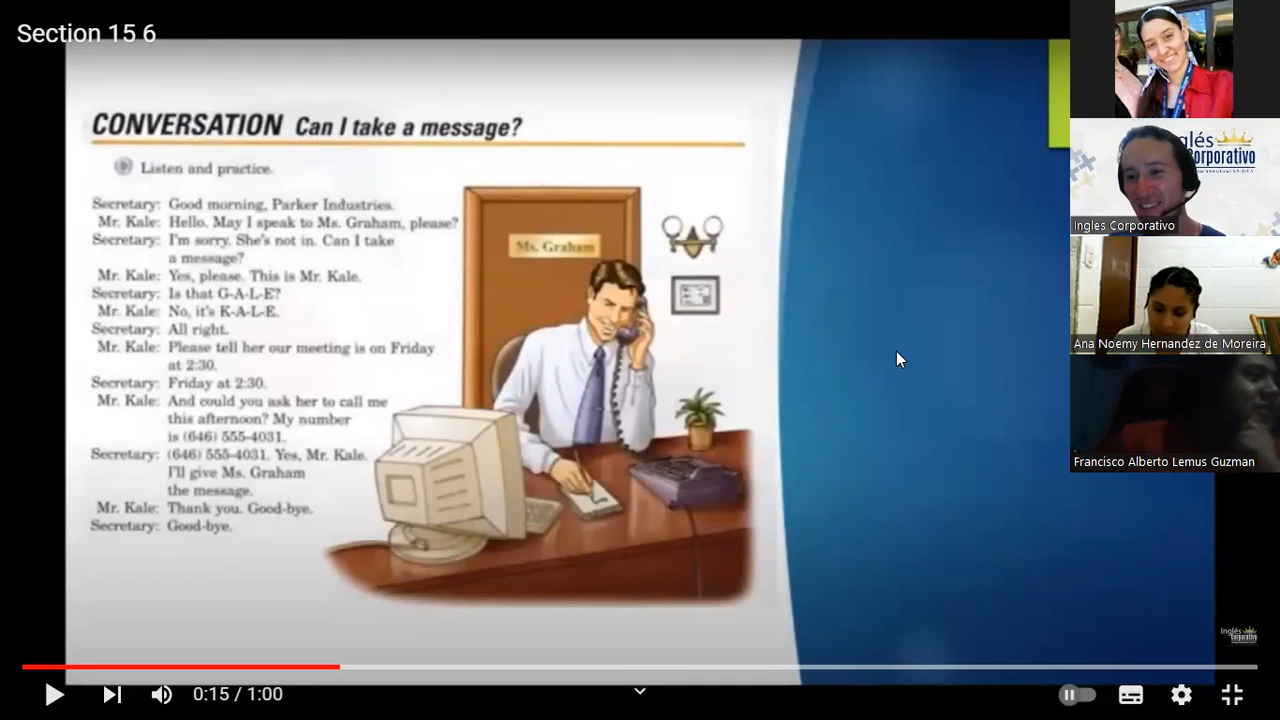 Section 15 6
CONVERSATION Can I take a message?
Listen and practice.
Secretary: Good morning, Parker Industries.
Mr. Kale: Hello. May I speak to Ms. Graham, please?
Secretary: I'm sorry. She's not in. Can I take
a message?
Mr. Kale: Yes, please. This is Mr. Kale.
Secretary: Is that G-A-L-E?
Mr. Kale: No, it's K-A-L-E.
Secretary: All right.
Mr. Kale: Please tell her our meeting is on Friday
at 2:30.
Secretary: Friday at 2:30.
Mr. Kale: And could you ask her to call me
this afternoon? My number
is (646) 555-4031.
Secretary: (646) 555-4031. Yes, Mr. Kale.
I'll give Ms. Graham
the message.
Mr. Kale: Thank you. Good-bye.
Secretary: Good-bye.
Ms. Graham
glés
orporativo
Ingles Corporativo
Ana Noemy Hernandez de Moreira
Francisco Alberto Lemus Guzman
Inglés
Corporativo
0:15 / 1:00